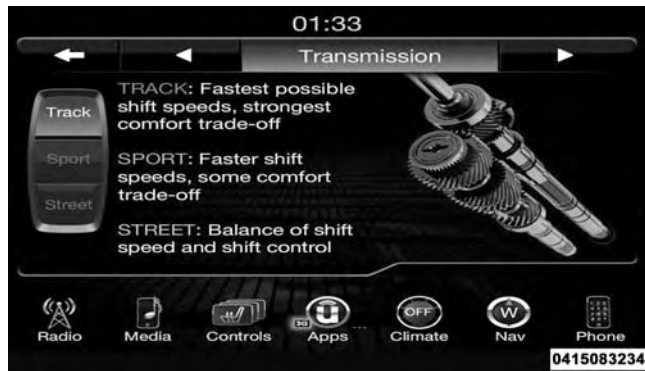 01:33
Transmission
Track
Sport
Street
TRACK: Fastest possible
shift speeds, strongest
comfort trade-off
SPORT: Faster shift
speeds, some comfort
trade-off
STREET: Balance of shift
speed and shift control
Radio
Media
Controls
3G
Apps
OFF
Climate
W
Nav
Phone
0415083234